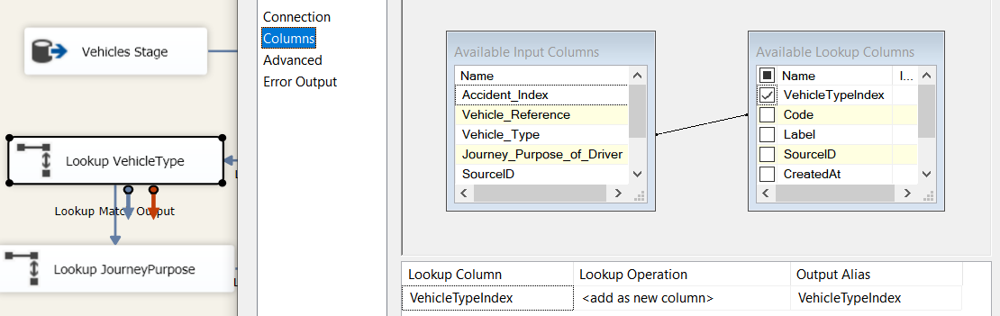 Connection
Columns
Advanced
Error Output
Vehicles Stage
Lookup VehicleType
Lookup Match Output
Lookup JourneyPurpose
Available Input Columns
Name
Accident_Index
Vehicle_Reference
Vehicle_Type
Journey_Purpose_of_Driver
SourceID
Available Lookup Columns
Name I...
VehicleTypeIndex
Code
Label
SourceID
CreatedAt
Lookup Column Lookup Operation Output Alias
VehicleTypeIndex <add as new column> VehicleTypeIndex